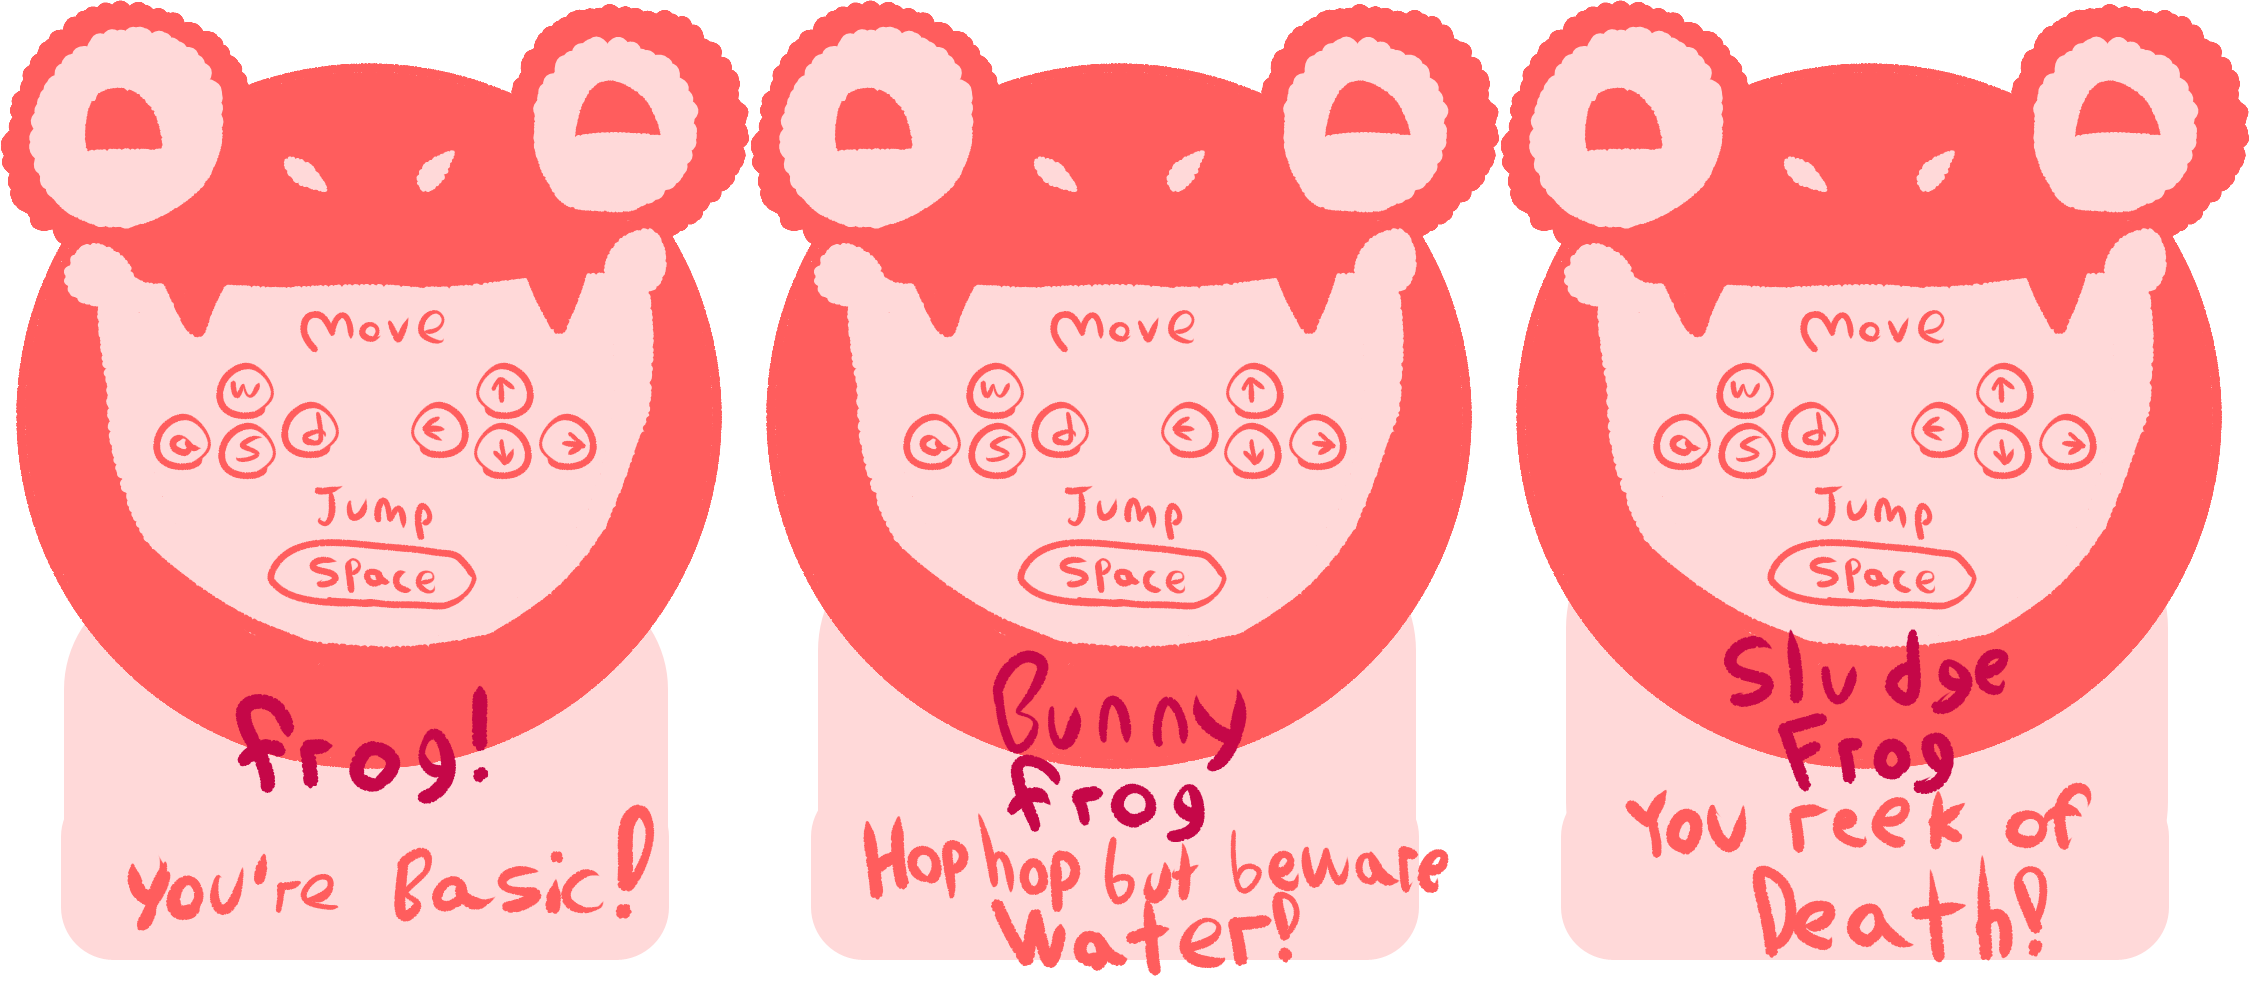 Move
w
a s d
↑
← ↓ →
Jump
Space
frog!
you're Basic!
Move
w
a s d
↑
← ↓ →
Jump
Space
Bunny
frog
Hop hop but beware
Water!
Move
w
a s d
↑
← ↓ →
Jump
Space
Sludge
Frog
You reek of
Death!